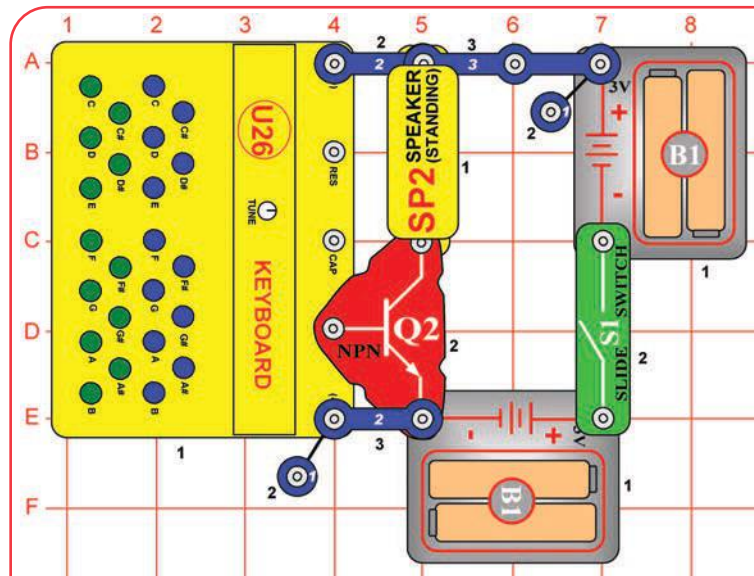 1 2 3 4 5 6 7 8
A
B
C
D
E
F
2
3
2
3
U26
TUNE
KEYBOARD
C
C#
D
D#
E
F
F#
G
G#
A
A#
B
C
C#
D
D#
E
F
F#
G
G#
A
A#
B
)
RES
CAP
(
SP2 SPEAKER
(STANDING)
1
1
2
3V
+
-
B1
1
Q2
NPN
2
S1
SLIDE SWITCH
2
2
3
1
2
1
-
+
3V
B1
1